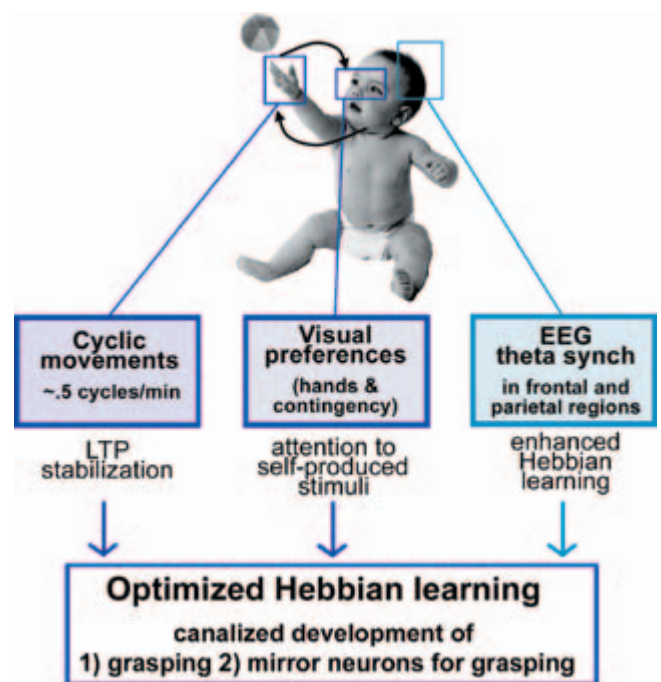 Cyclic
movements
~.5 cycles/min
Visual
preferences
(hands &
contingency)
EEG
theta synch
in frontal and
parietal regions
LTP
stabilization
attention to
self-produced
stimuli
enhanced
Hebbian
learning
Optimized Hebbian learning
canalized development of
1) grasping 2) mirror neurons for grasping